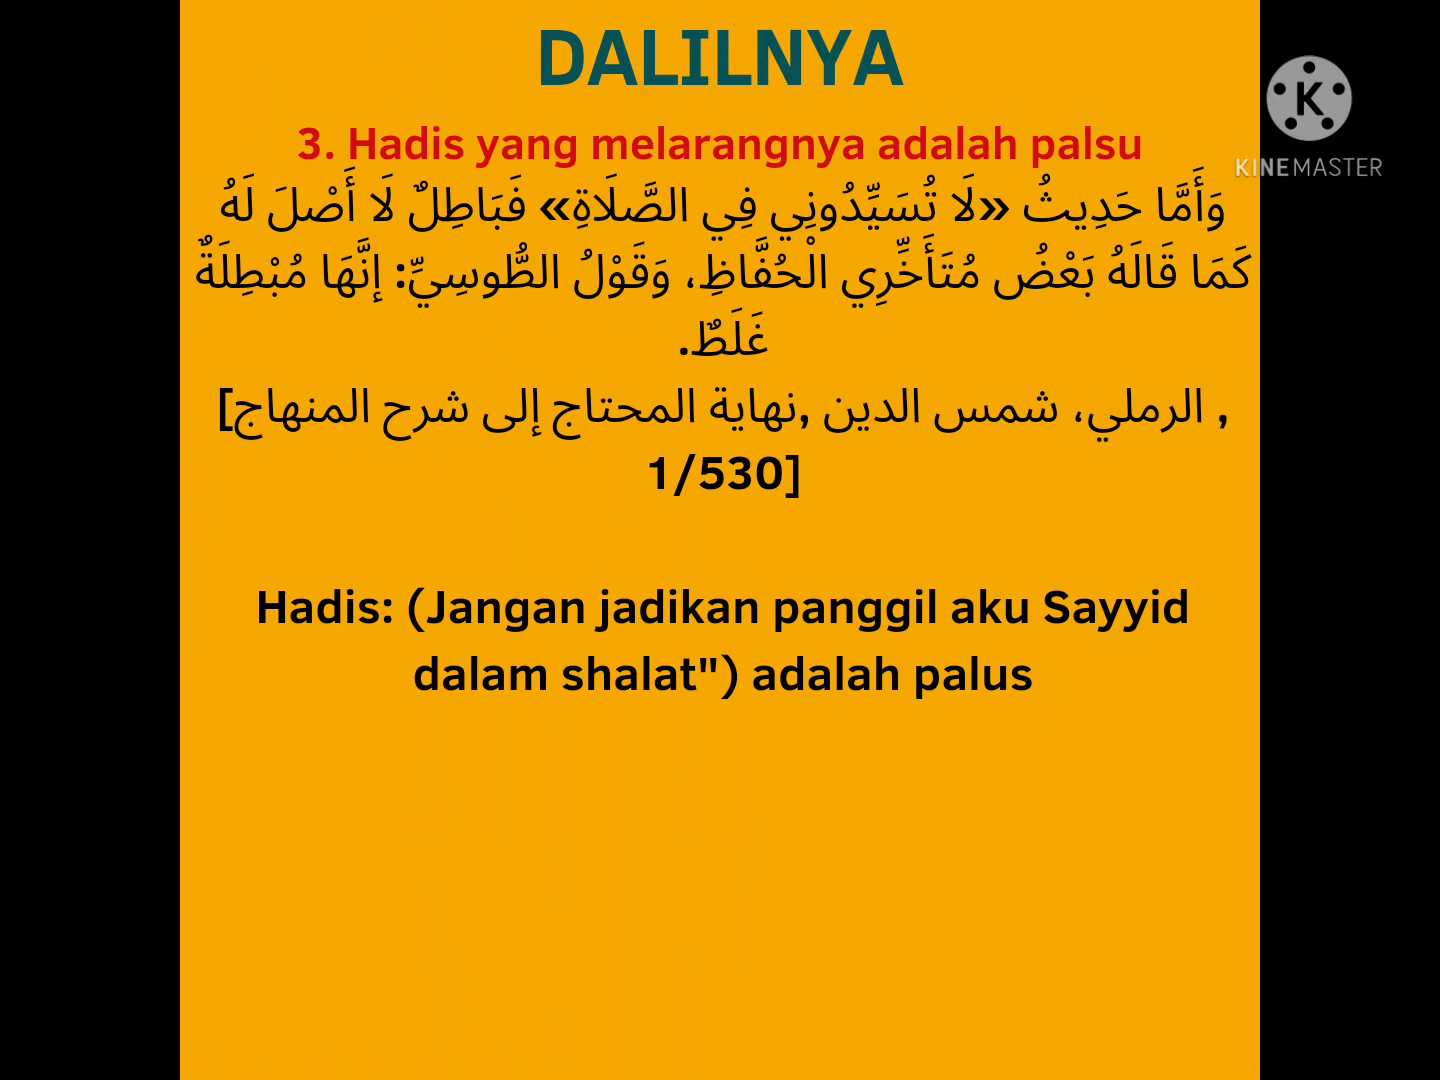 DALILNYA
3. Hadis yang melarangnya adalah palsu
وَأَمَّا حَدِيثُ «لَا تُسَيِّدُونِي فِي الصَّلَاةِ» فَبَاطِلٌ لَا أَصْلَ لَهُ
كَمَا قَالَهُ بَعْضُ مُتَأَخِّرِي الْحُفَّاظِ، وَقَوْلُ الطُّوسِيِّ: إنَّهَا مُبْطِلَةٌ
غَلَطٌ.
[الرملي، شمس الدين ,نهاية المحتاج إلى شرح المنهاج ,
1/530]
Hadis: (Jangan jadikan panggil aku Sayyid
dalam shalat") adalah palus
KINEMASTER